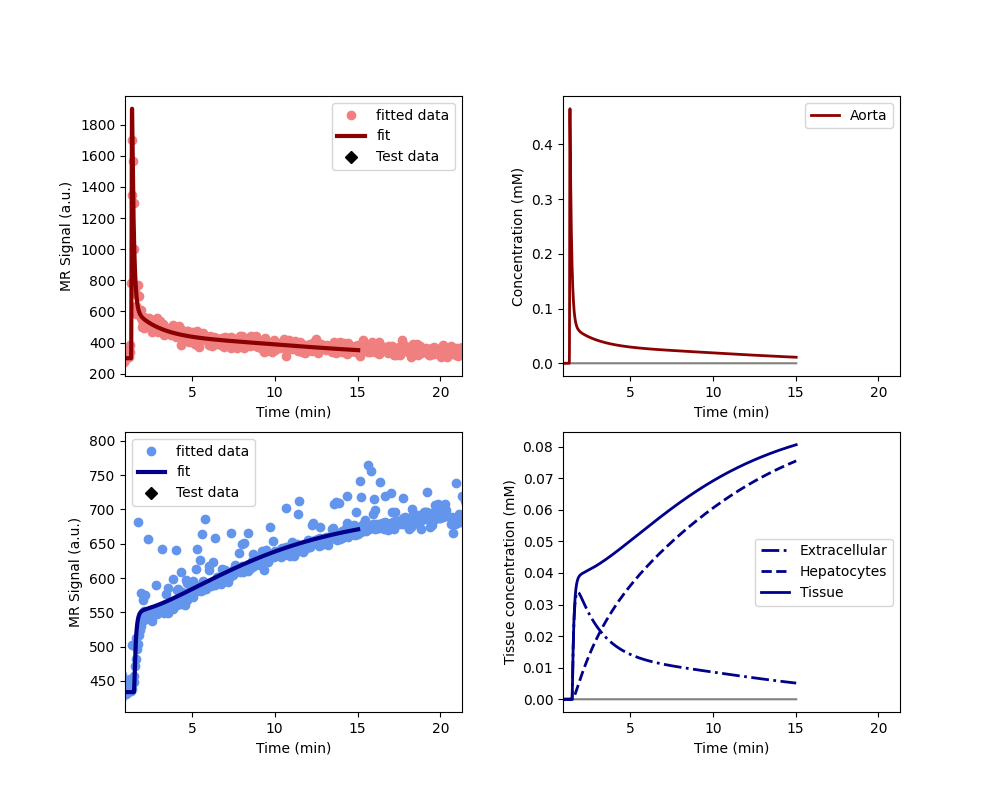 1800
1600
1400
1200
1000
800
600
400
200
MR Signal (a.u.)
fitted data
fit
Test data
5
10
15
20
Time (min)
0.4
0.3
0.2
0.1
0.0
Concentration (mM)
Aorta
5
10
15
20
Time (min)
800
750
700
650
600
550
500
450
MR Signal (a.u.)
fitted data
fit
Test data
5
10
15
20
Time (min)
0.08
0.07
0.06
0.05
0.04
0.03
0.02
0.01
0.00
Tissue concentration (mM)
Extracellular
Hepatocytes
Tissue
5
10
15
20
Time (min)